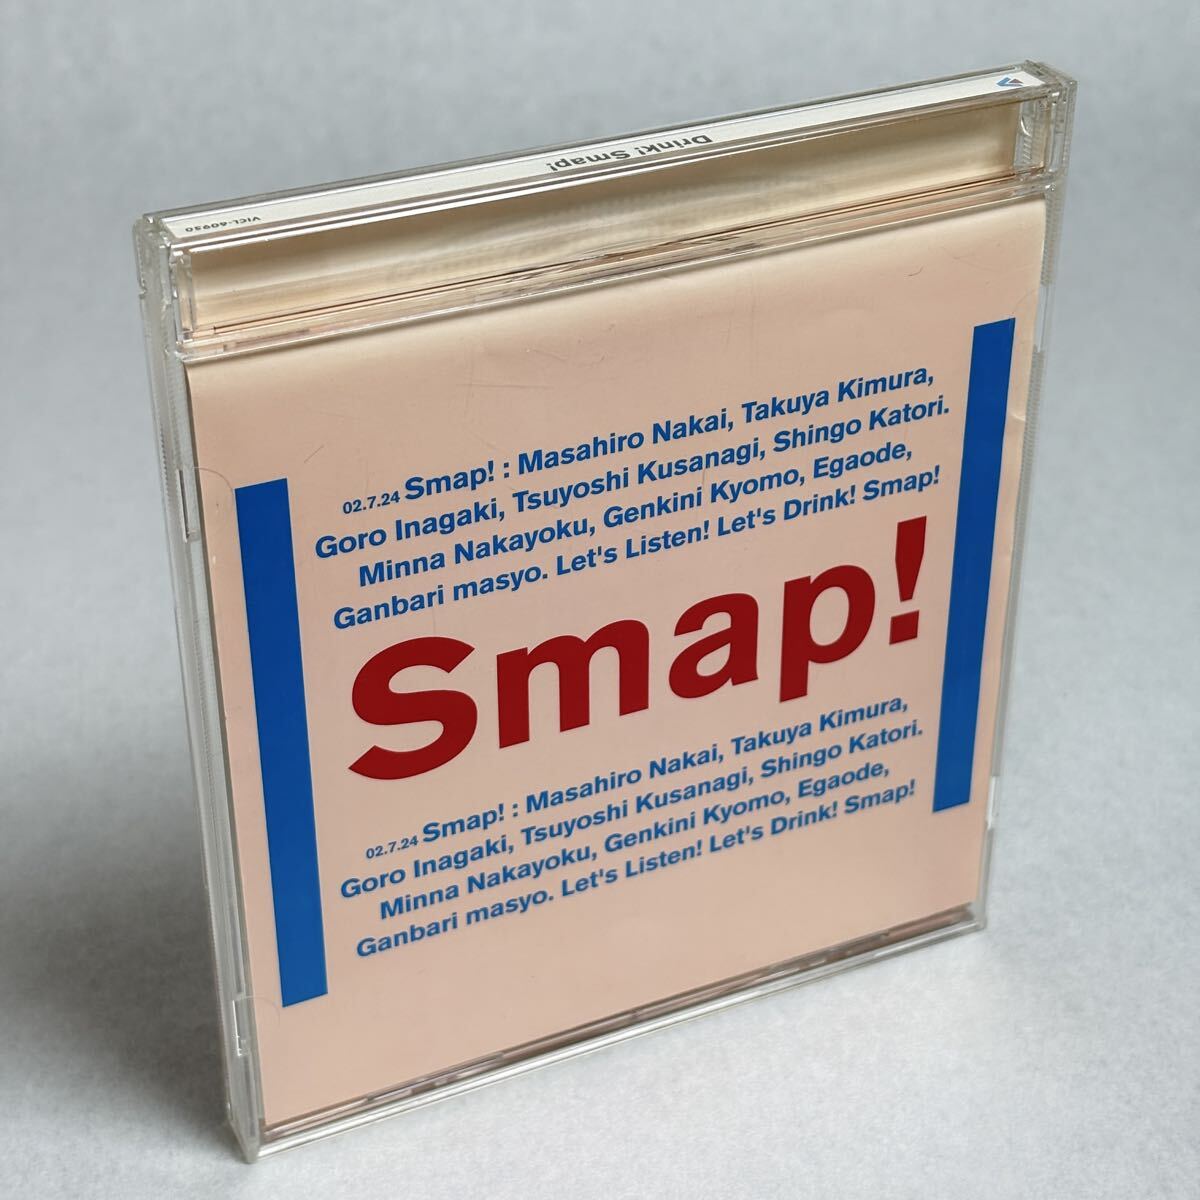 Drink! Smap!
VICL-60930
02.7.24 Smap! : Masahiro Nakai, Takuya Kimura,
Goro Inagaki, Tsuyoshi Kusanagi, Shingo Katori.
Minna Nakayoku, Genkini Kyomo, Egaode,
Ganbari masyo. Let's Listen! Let's Drink! Smap!
Smap!
02.7.24 Smap! : Masahiro Nakai, Takuya Kimura,
Goro Inagaki, Tsuyoshi Kusanagi, Shingo Katori.
Minna Nakayoku, Genkini Kyomo, Egaode,
Ganbari masyo. Let's Listen! Let's Drink! Smap!